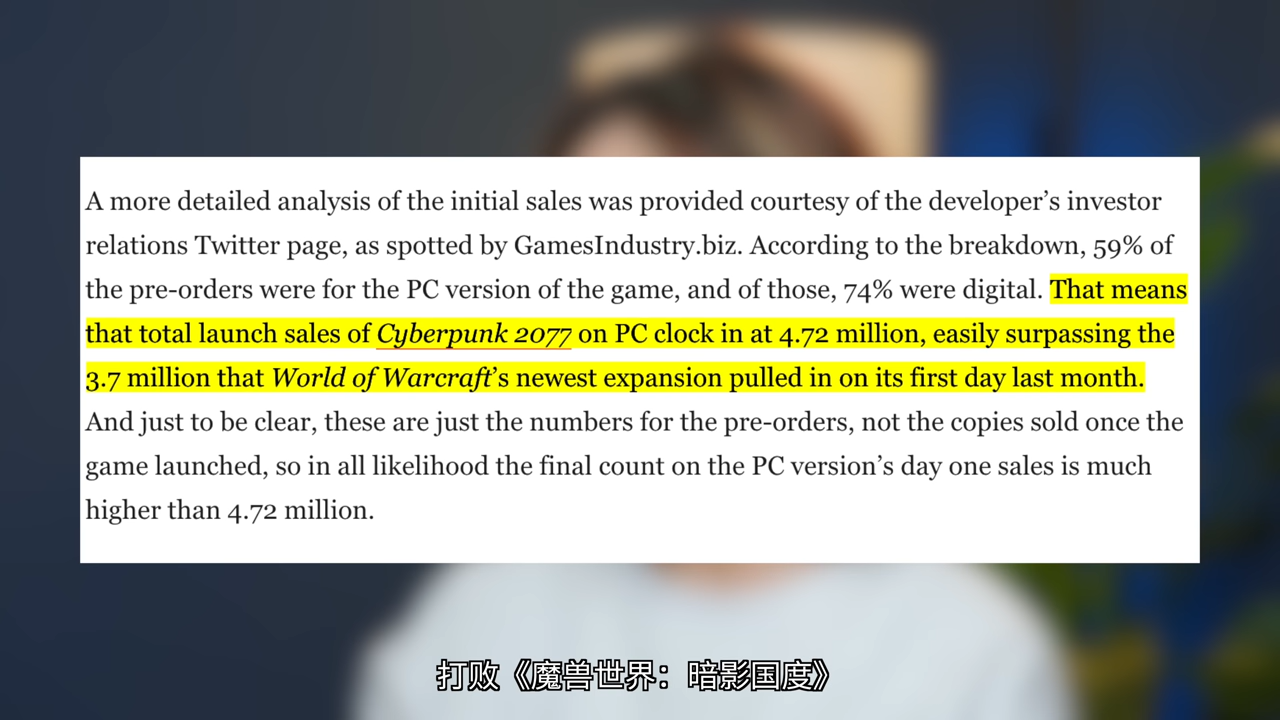 A more detailed analysis of the initial sales was provided courtesy of the developer’s investor
relations Twitter page, as spotted by GamesIndustry.biz. According to the breakdown, 59% of
the pre-orders were for the PC version of the game, and of those, 74% were digital. That means
that total launch sales of Cyberpunk 2077 on PC clock in at 4.72 million, easily surpassing the
3.7 million that World of Warcraft’s newest expansion pulled in on its first day last month.
And just to be clear, these are just the numbers for the pre-orders, not the copies sold once the
game launched, so in all likelihood the final count on the PC version’s day one sales is much
higher than 4.72 million.
打败《魔兽世界：暗影国度》